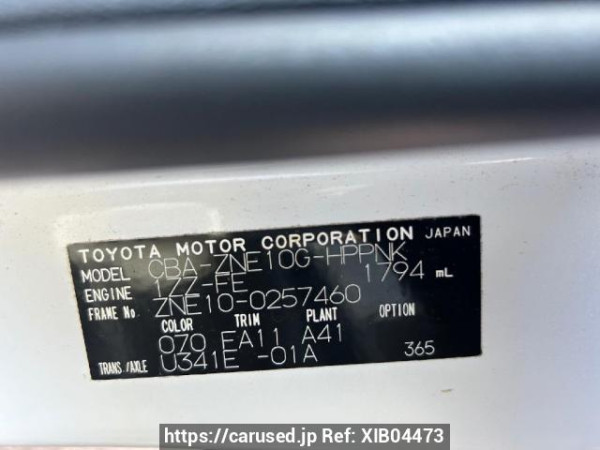 TOYOTA MOTOR CORPORATION JAPAN
MODEL CBA-ZNE10G-HPPNK
ENGINE 1ZZ-FE 1794 mL
FRAME No. ZNE10-0257460
COLOR TRIM PLANT OPTION
070 EA11 A41
TRANS./AXLE U341E -01A 365
https://carused.jp Ref: XIB04473